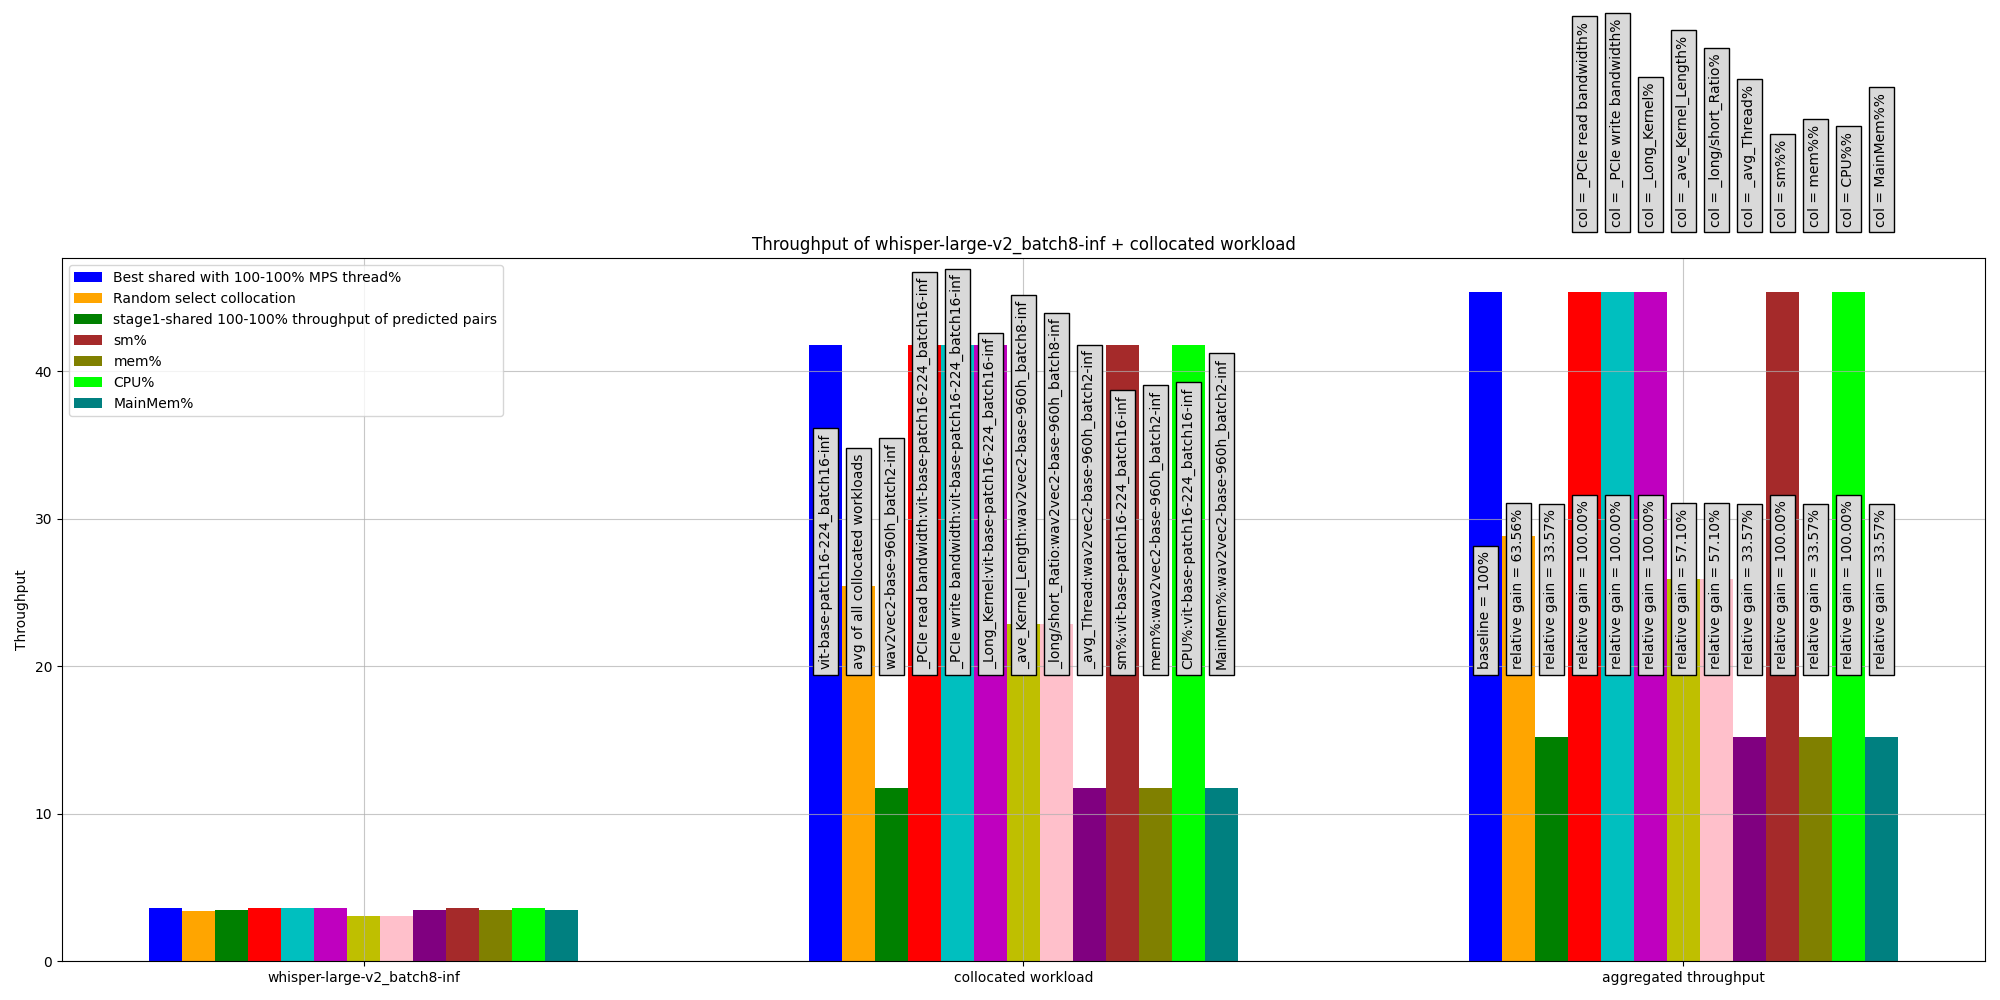 col = _PCIe read bandwidth%
col = _PCIe write bandwidth%
col = _Long_Kernel%
col = _ave_Kernel_Length%
col = _long/short_Ratio%
col = _avg_Thread%
col = sm%%
col = mem%%
col = CPU%%
col = MainMem%%
Throughput of whisper-large-v2_batch8-inf + collocated workload
Best shared with 100-100% MPS thread%
Random select collocation
stage1-shared 100-100% throughput of predicted pairs
sm%
mem%
CPU%
MainMem%
Throughput
40
30
20
10
0
vit-base-patch16-224_batch16-inf
avg of all collocated workloads
wav2vec2-base-960h_batch2-inf
_PCIe read bandwidth:vit-base-patch16-224_batch16-inf
_PCIe write bandwidth:vit-base-patch16-224_batch16-inf
_Long_Kernel:vit-base-patch16-224_batch16-inf
_ave_Kernel_Length:wav2vec2-base-960h_batch8-inf
_long/short_Ratio:wav2vec2-base-960h_batch8-inf
_avg_Thread:wav2vec2-base-960h_batch2-inf
sm%:vit-base-patch16-224_batch16-inf
mem%:wav2vec2-base-960h_batch2-inf
CPU%:vit-base-patch16-224_batch16-inf
MainMem%:wav2vec2-base-960h_batch2-inf
baseline = 100%
relative gain = 63.56%
relative gain = 33.57%
relative gain = 100.00%
relative gain = 100.00%
relative gain = 100.00%
relative gain = 57.10%
relative gain = 57.10%
relative gain = 33.57%
relative gain = 100.00%
relative gain = 33.57%
relative gain = 100.00%
relative gain = 33.57%
whisper-large-v2_batch8-inf
collocated workload
aggregated throughput